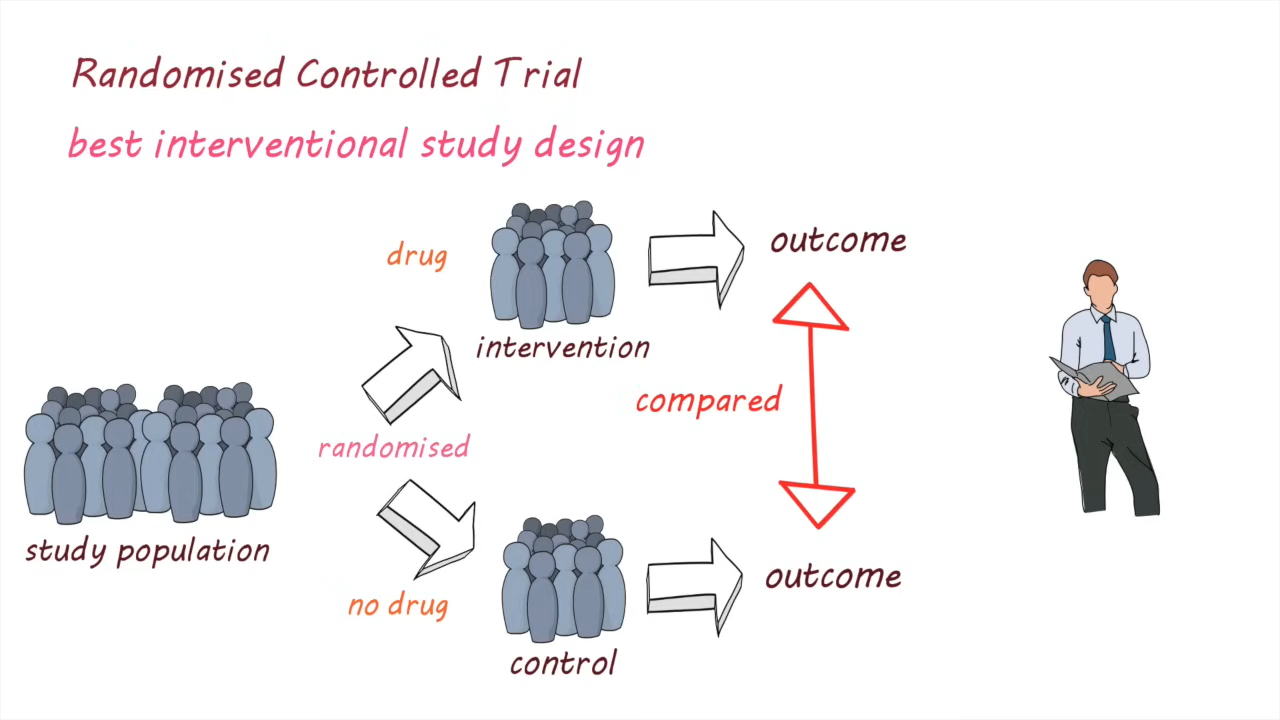 Randomised Controlled Trial
best interventional study design
drug
outcome
intervention
compared
randomised
study population
no drug
outcome
control